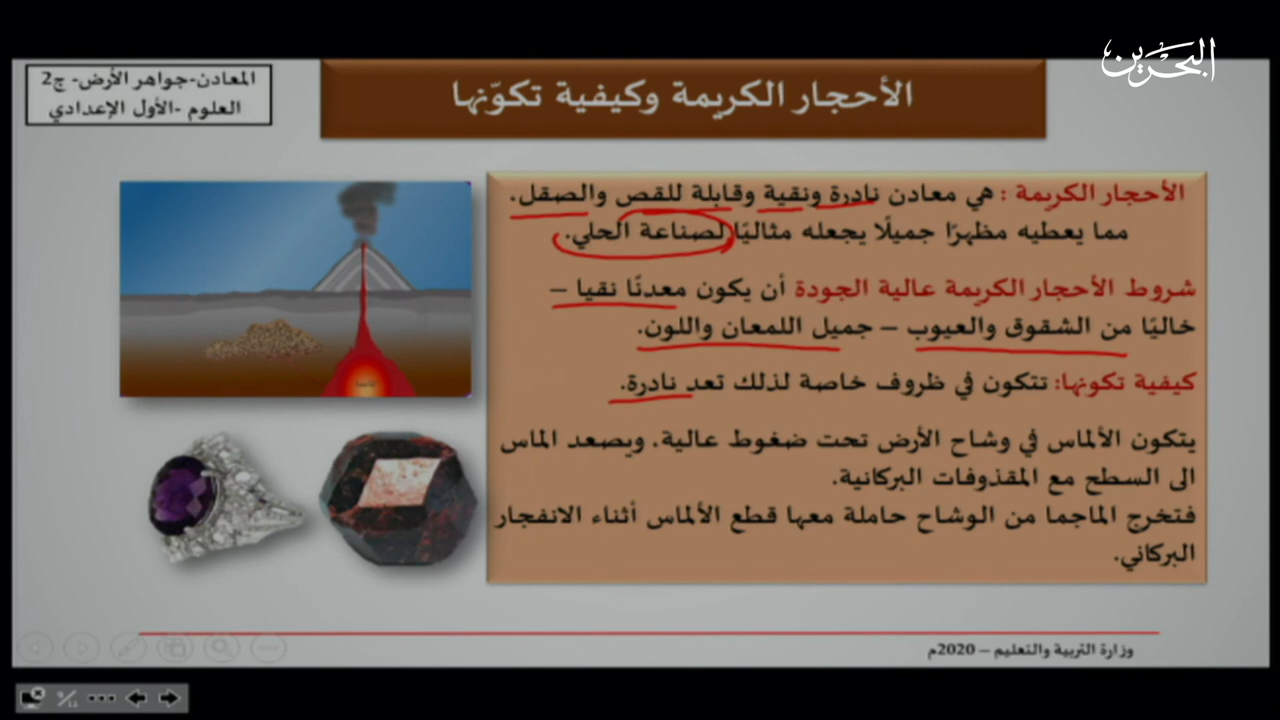 البحرين
المعادن-جواهر الأرض- ج2
العلوم -الأول الإعدادي
الأحجار الكريمة وكيفية تكوّنها
الأحجار الكريمة : هي معادن نادرة ونقية وقابلة للقص والصقل.
مما يعطيه مظهرًا جميلًا يجعله مثاليًا لصناعة الحلي.
شروط الأحجار الكريمة عالية الجودة أن يكون معدنًا نقيا –
خاليًا من الشقوق والعيوب – جميل اللمعان واللون.
كيفية تكونها: تتكون في ظروف خاصة لذلك تعد نادرة.
يتكون الألماس في وشاح الأرض تحت ضغوط عالية. ويصعد الماس
الى السطح مع المقذوفات البركانية.
فتخرج الماجما من الوشاح حاملة معها قطع الألماس أثناء الانفجار
البركاني.
وزارة التربية والتعليم – 2020م